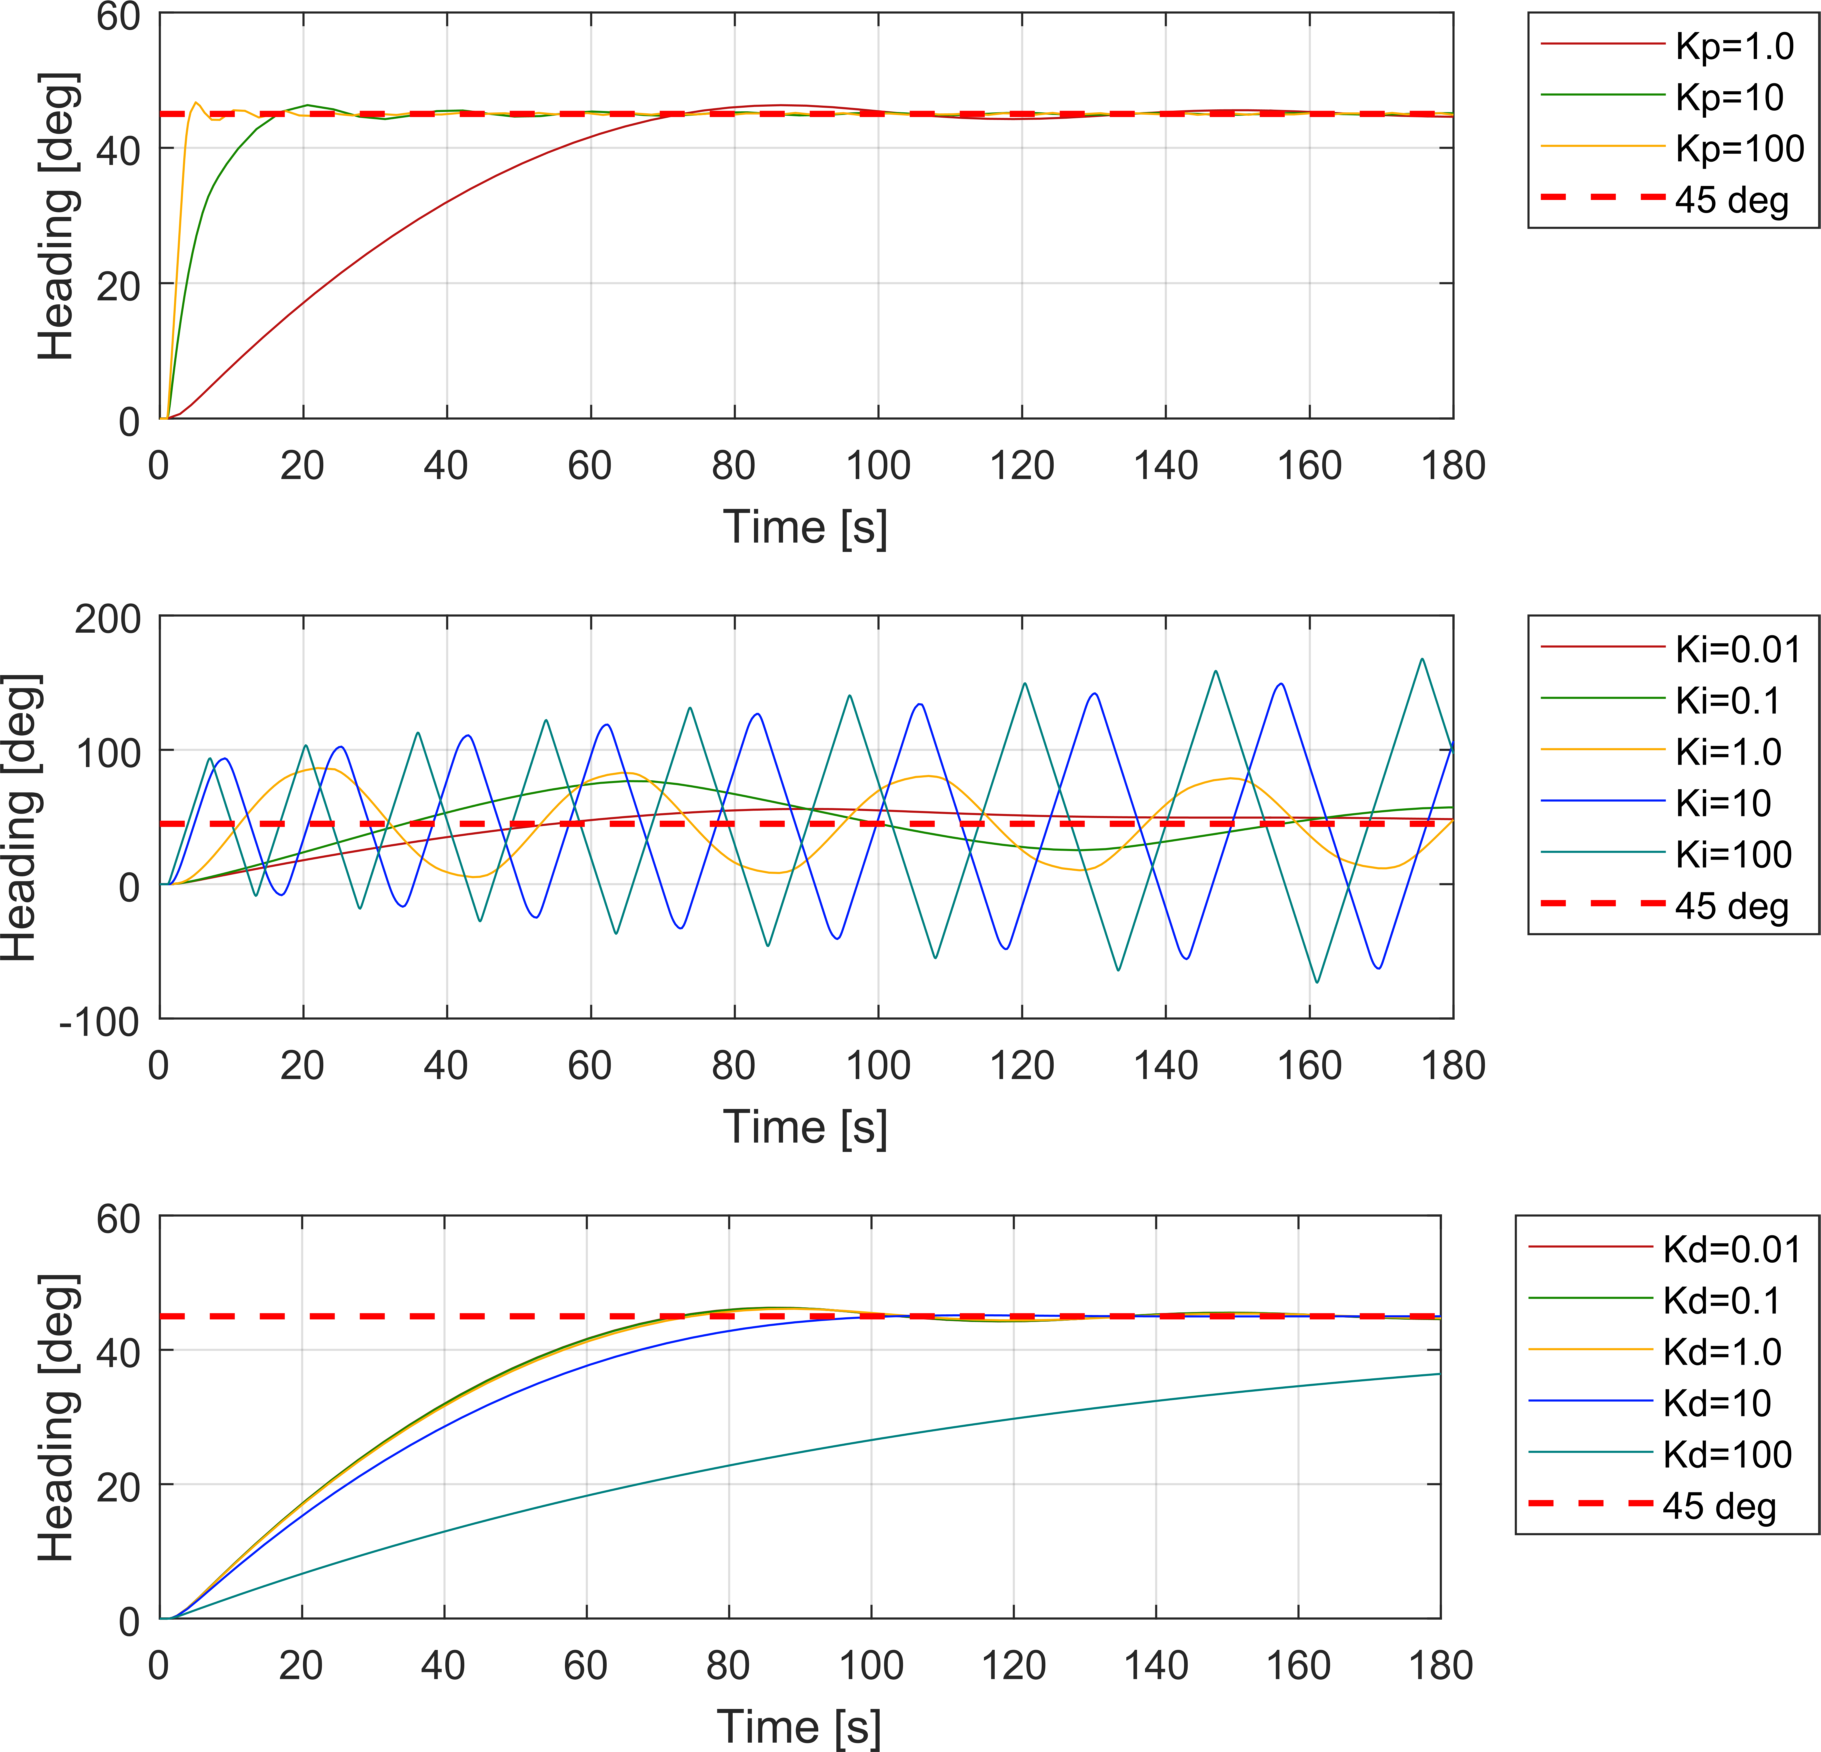 60
40
20
0
Heading [deg]
0 20 40 60 80 100 120 140 160 180
Time [s]
Kp=1.0
Kp=10
Kp=100
45 deg
200
100
0
-100
Heading [deg]
0 20 40 60 80 100 120 140 160 180
Time [s]
Ki=0.01
Ki=0.1
Ki=1.0
Ki=10
Ki=100
45 deg
60
40
20
0
Heading [deg]
0 20 40 60 80 100 120 140 160 180
Time [s]
Kd=0.01
Kd=0.1
Kd=1.0
Kd=10
Kd=100
45 deg